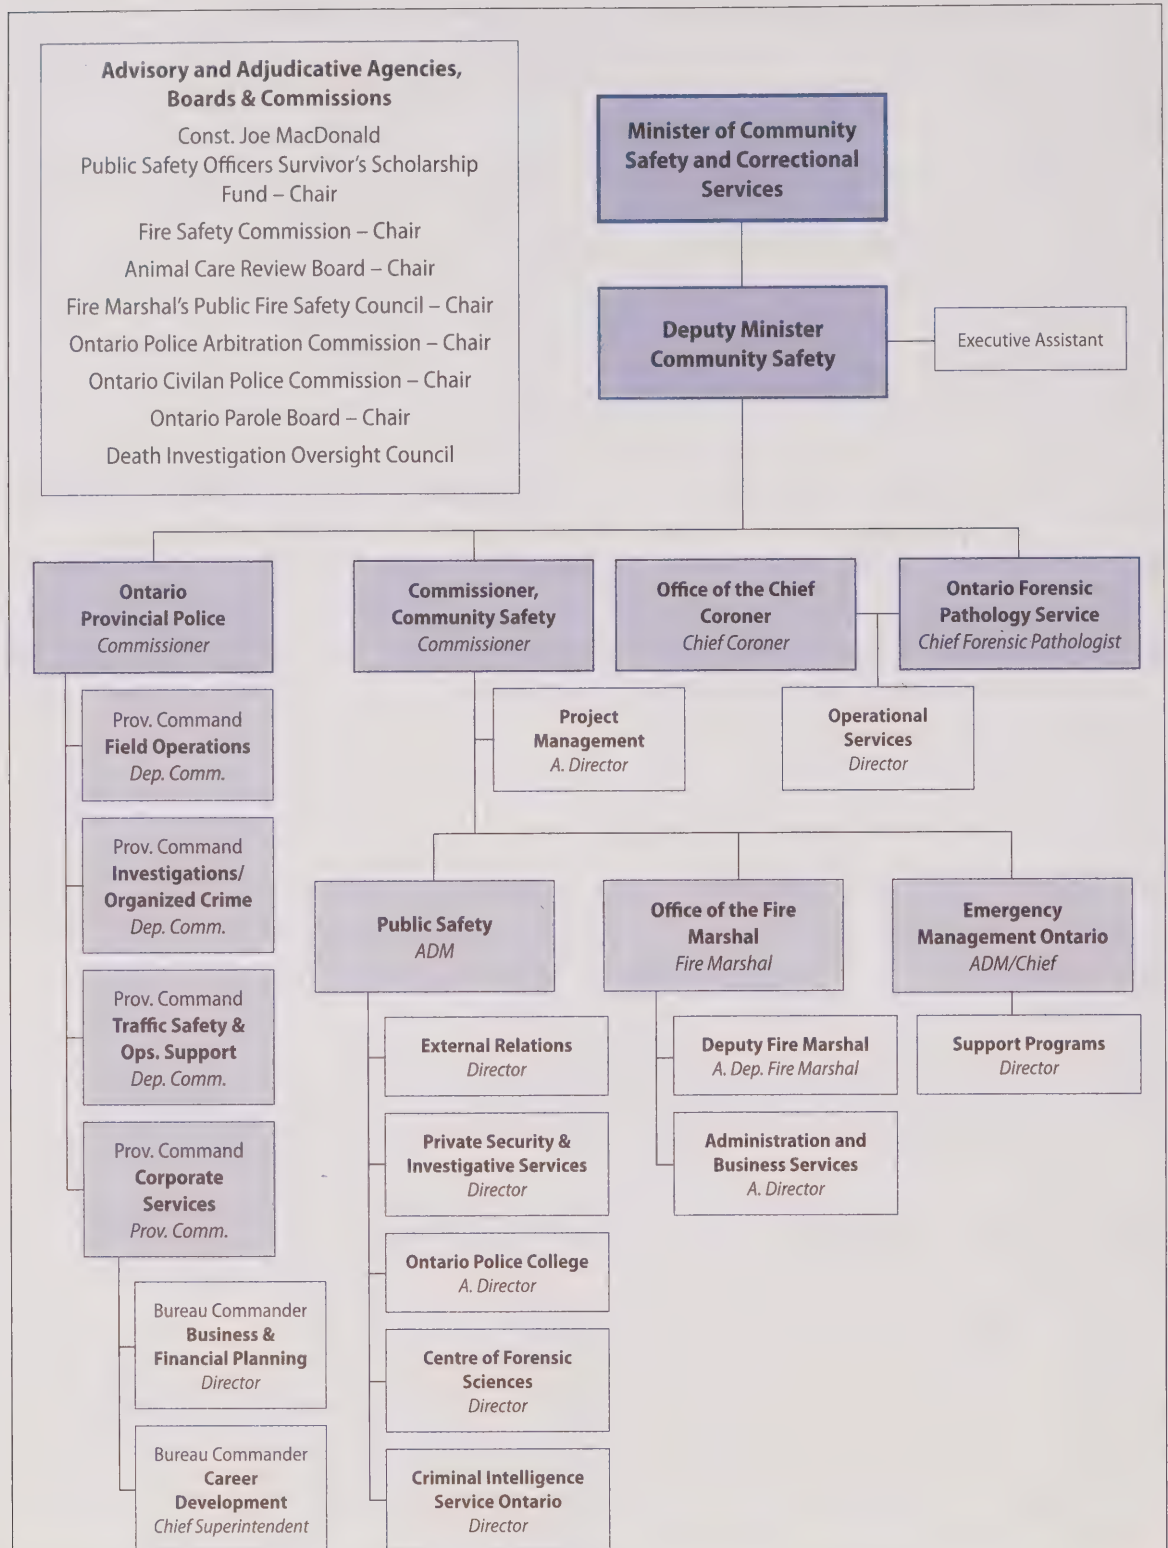 Advisory and Adjudicative Agencies,
Boards & Commissions
Const. Joe MacDonald
Public Safety Officers Survivor's Scholarship
Fund – Chair
Fire Safety Commission – Chair
Animal Care Review Board – Chair
Fire Marshal's Public Fire Safety Council – Chair
Ontario Police Arbitration Commission – Chair
Ontario Civilan Police Commission – Chair
Ontario Parole Board – Chair
Death Investigation Oversight Council
Minister of Community
Safety and Correctional
Services
Deputy Minister
Community Safety
Executive Assistant
Ontario
Provincial Police
Commissioner
Commissioner,
Community Safety
Commissioner
Office of the Chief
Coroner
Chief Coroner
Ontario Forensic
Pathology Service
Chief Forensic Pathologist
Prov. Command
Field Operations
Dep. Comm.
Prov. Command
Investigations/
Organized Crime
Dep. Comm.
Prov. Command
Traffic Safety &
Ops. Support
Dep. Comm.
Prov. Command
Corporate
Services
Prov. Comm.
Bureau Commander
Business &
Financial Planning
Director
Bureau Commander
Career
Development
Chief Superintendent
Project
Management
A. Director
Operational
Services
Director
Public Safety
ADM
External Relations
Director
Private Security &
Investigative Services
Director
Ontario Police College
A. Director
Centre of Forensic
Sciences
Director
Criminal Intelligence
Service Ontario
Director
Office of the Fire
Marshal
Fire Marshal
Deputy Fire Marshal
A. Dep. Fire Marshal
Administration and
Business Services
A. Director
Emergency
Management Ontario
ADM/Chief
Support Programs
Director